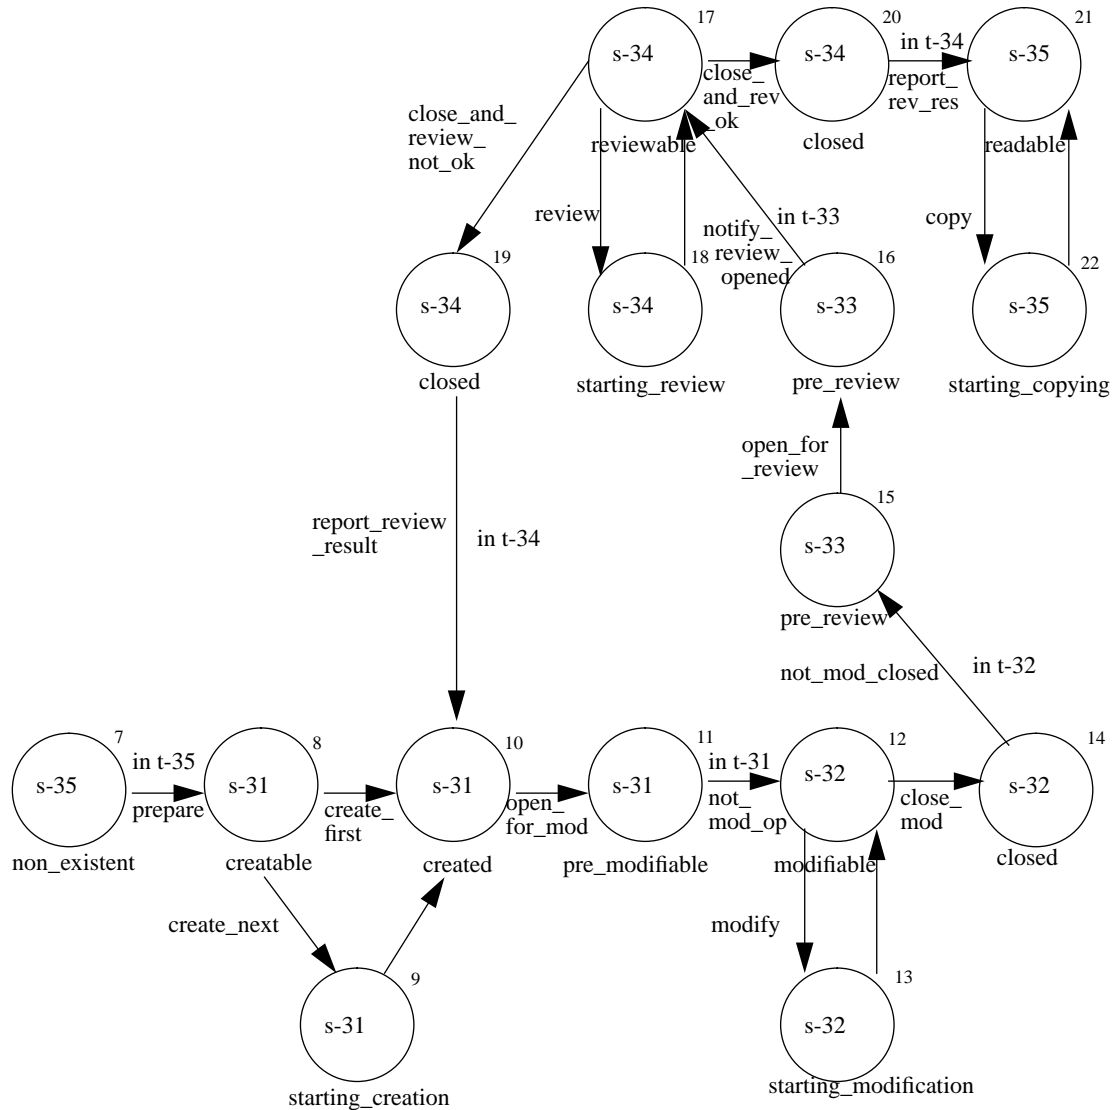 17
20
21
s-34
s-34
s-35
in t-34
close_
and_rev
_ok
report_
rev_res
close_and_
review_
not_ok
reviewable
closed
readable
review
notify_
review_
opened
in t-33
copy
19
18
16
22
s-34
s-34
s-33
s-35
closed
starting_review
pre_review
starting_copying
open_for
_review
15
report_review
_result
in t-34
s-33
pre_review
not_mod_closed
in t-32
7
8
10
11
12
14
in t-35
in t-31
s-35
s-31
s-31
s-31
s-32
s-32
prepare
create_
first
open_
for_mod
not_
mod_op
close_
mod
non_existent
creatable
created
pre_modifiable
modifiable
closed
create_next
modify
9
13
s-31
s-32
starting_creation
starting_modification